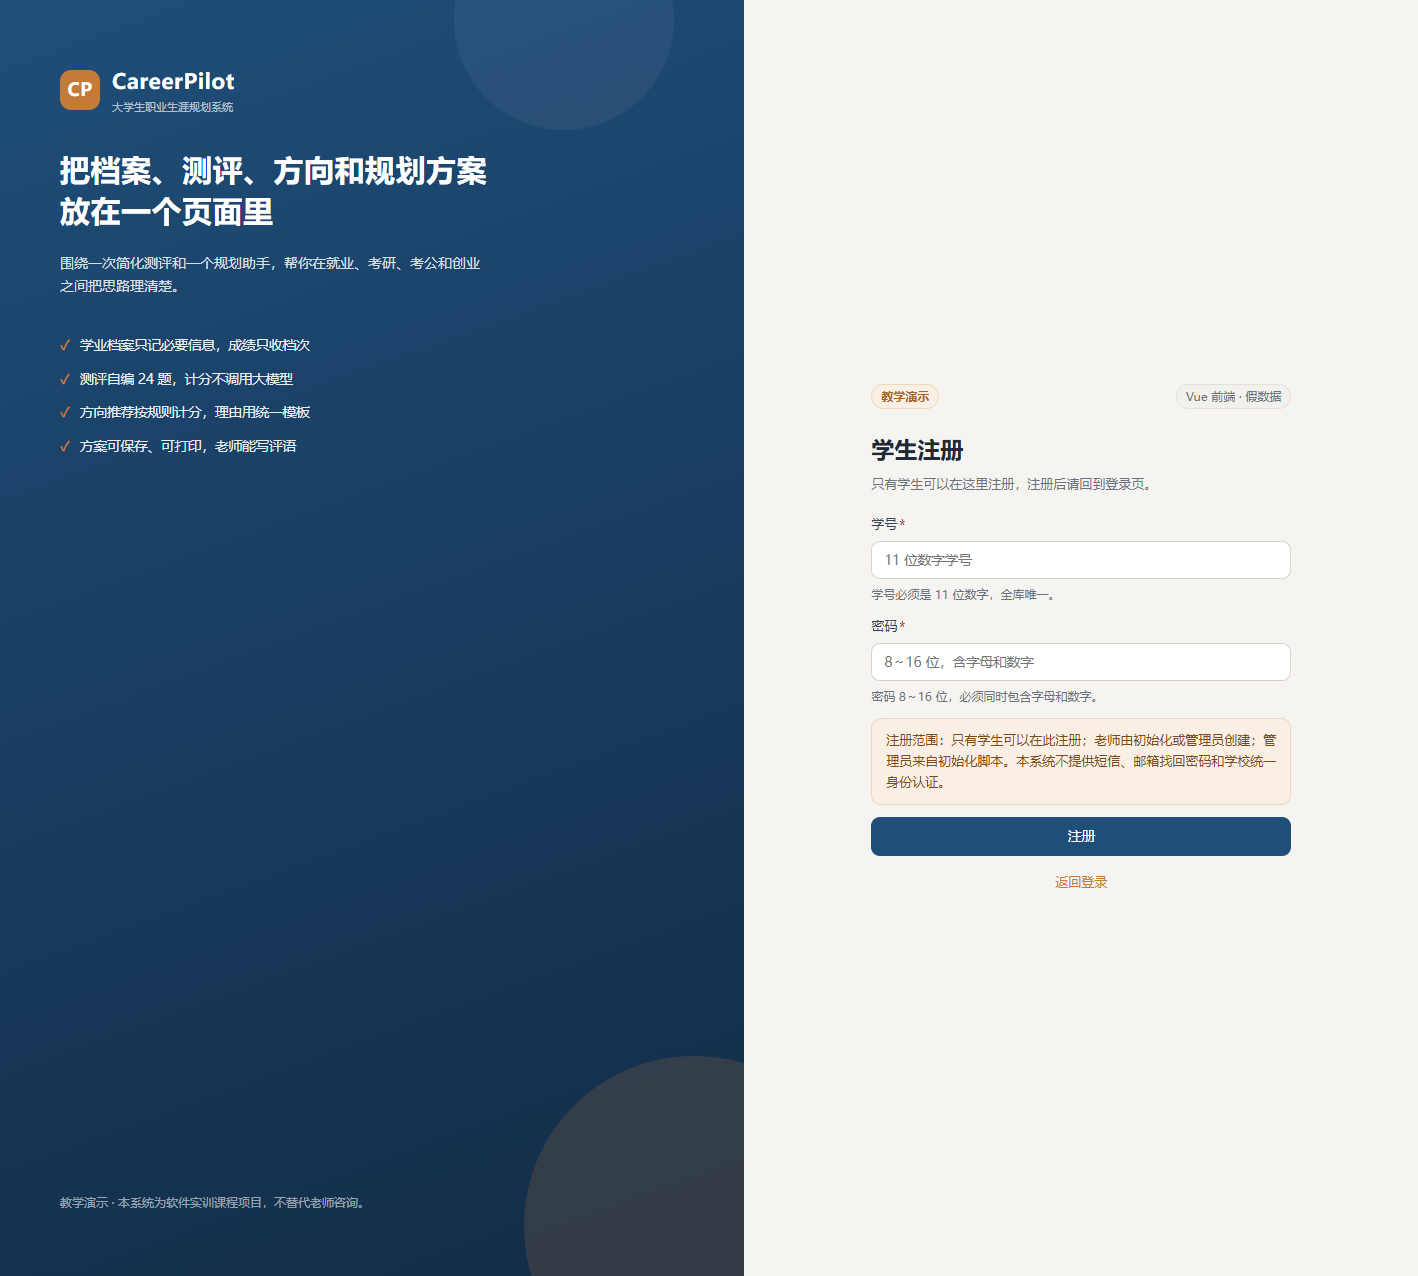 CP
CareerPilot
大学生职业生涯规划系统
把档案、测评、方向和规划方案
放在一个页面里
围绕一次简化测评和一个规划助手，帮你在就业、考研、考公和创业
之间把思路理清楚。
✓ 学业档案只记必要信息，成绩只收档次
✓ 测评自编 24 题，计分不调用大模型
✓ 方向推荐按规则计分，理由用统一模板
✓ 方案可保存、可打印，老师能写评语
教学演示 · 本系统为软件实训课程项目，不替代老师咨询。
教学演示
Vue 前端 · 假数据
学生注册
只有学生可以在这里注册，注册后请回到登录页。
学号*
11 位数字学号
学号必须是 11 位数字，全库唯一。
密码*
8～16 位，含字母和数字
密码 8～16 位，必须同时包含字母和数字。
注册范围：只有学生可以在此注册；老师由初始化或管理员创建；管
理员来自初始化脚本。本系统不提供短信、邮箱找回密码和学校统一
身份认证。
注册
返回登录